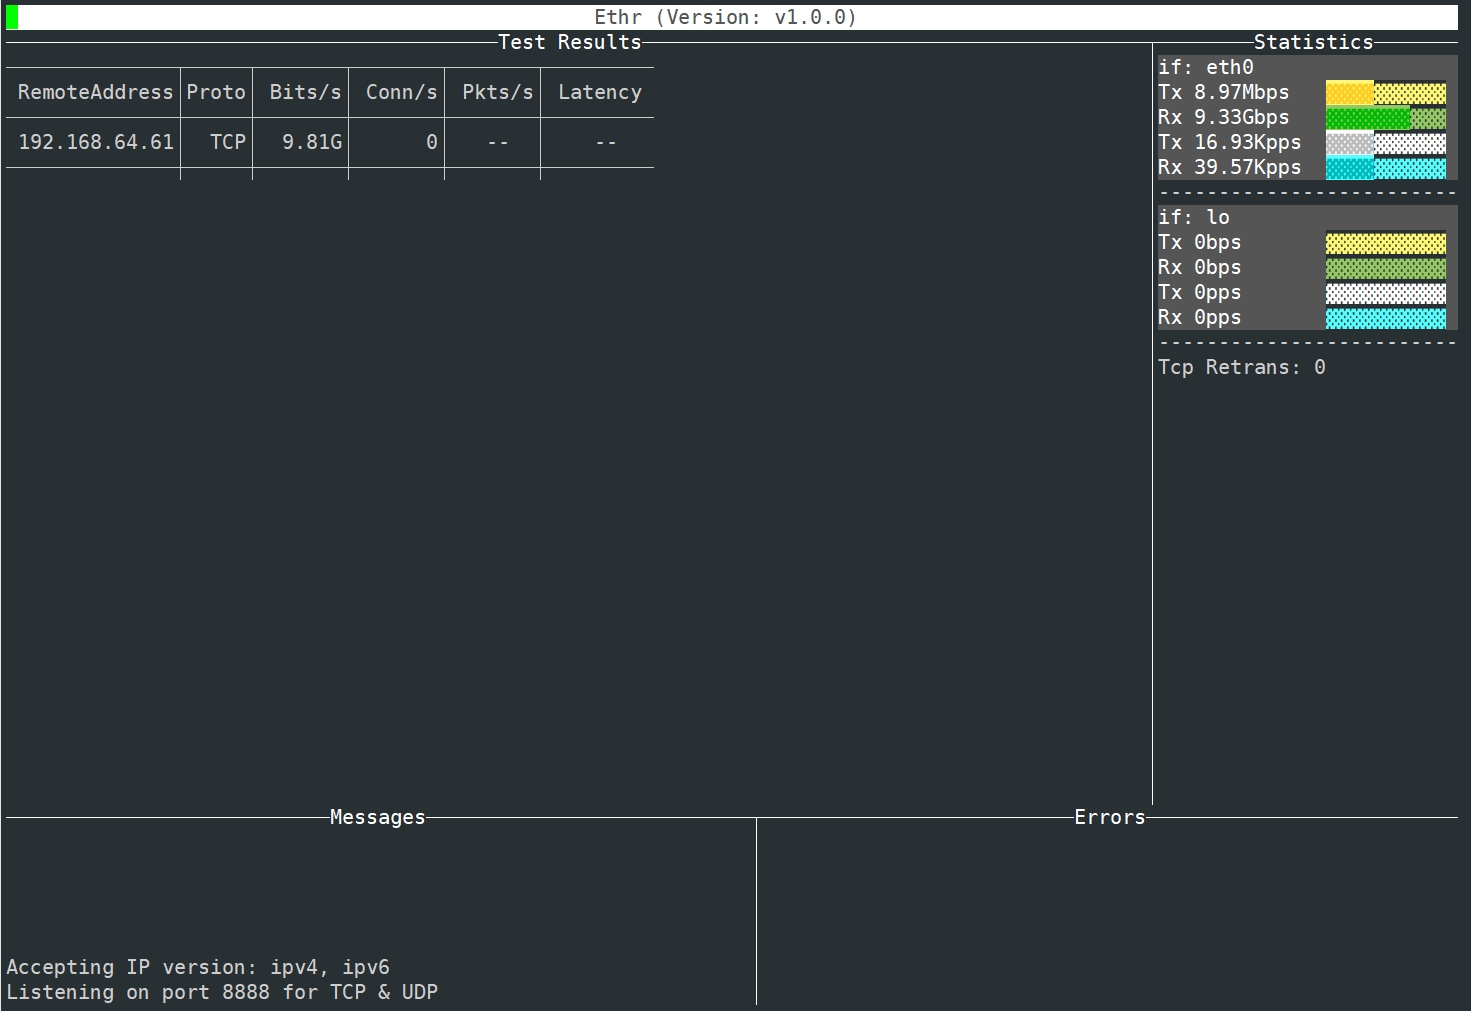 Ethr (Version: v1.0.0)
Test Results
RemoteAddress Proto Bits/s Conn/s Pkts/s Latency
192.168.64.61 TCP 9.81G 0 -- --
Statistics
if: eth0
Tx 8.97Mbps
Rx 9.33Gbps
Tx 16.93Kpps
Rx 39.57Kpps
-------------------------
if: lo
Tx 0bps
Rx 0bps
Tx 0pps
Rx 0pps
-------------------------
Tcp Retrans: 0
Messages
Accepting IP version: ipv4, ipv6
Listening on port 8888 for TCP & UDP
Errors